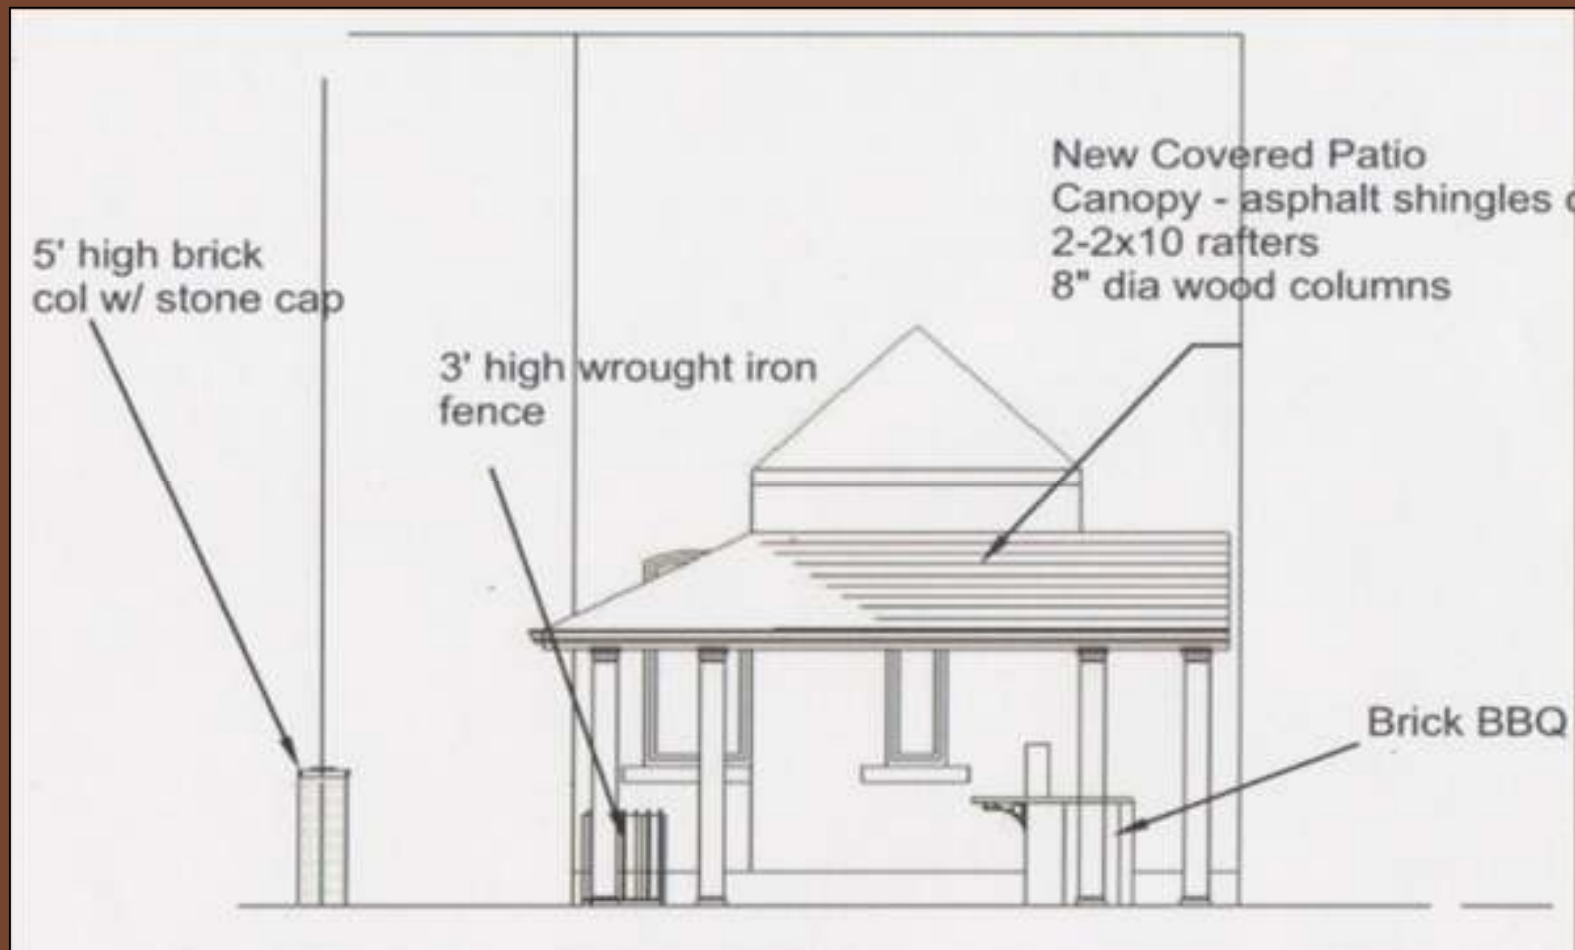 New Covered Patio
Canopy - asphalt shingles
2-2x10 rafters
8" dia wood columns
5' high brick
col w/ stone cap
3' high wrought iron
fence
Brick BBQ